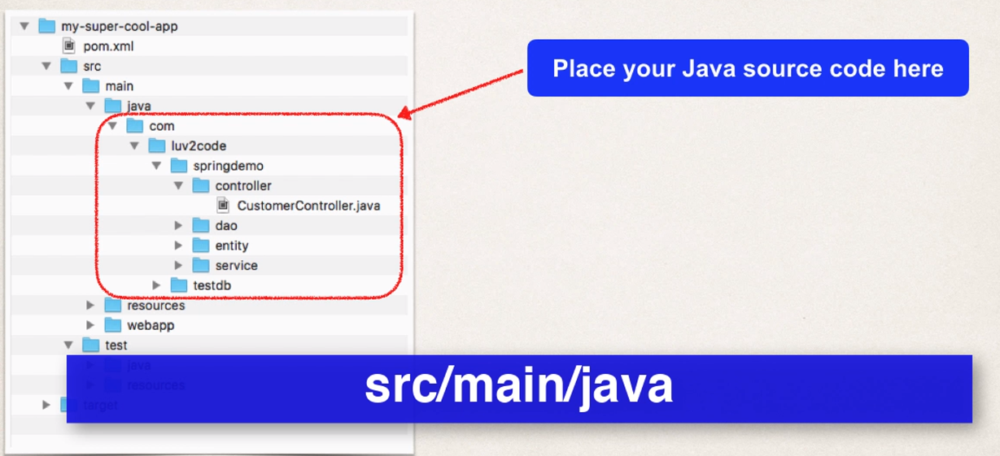 my-super-cool-app
pom.xml
src
main
java
com
luv2code
springdemo
controller
CustomerController.java
dao
entity
service
testdb
resources
webapp
test
java
resources
target
Place your Java source code here
src/main/java